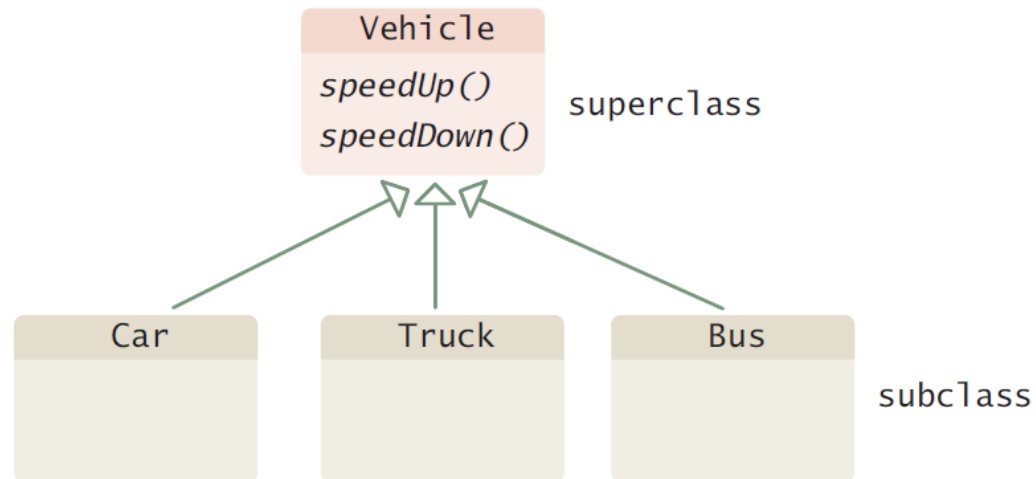 Vehicle
speedUp()
speedDown()
superclass
Car
Truck
Bus
subclass